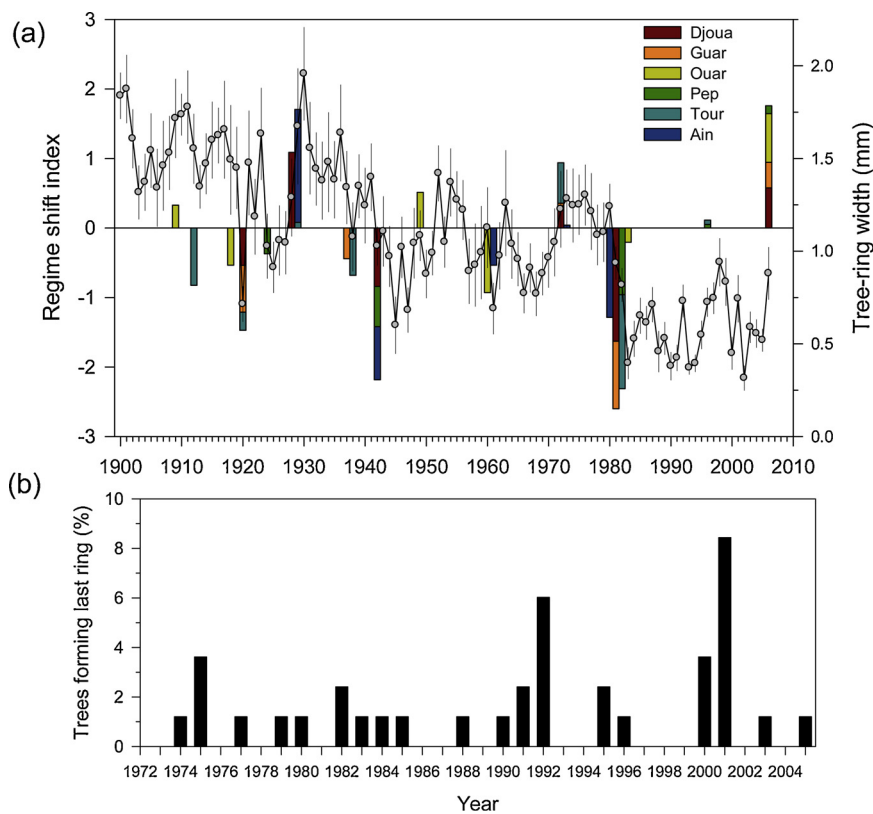 (a)
Regime shift index
3
2
1
0
-1
-2
-3
Djoua
Guar
Ouar
Pep
Tour
Ain
2.0
1.5
1.0
0.5
0.0
Tree-ring width (mm)
1900 1910 1920 1930 1940 1950 1960 1970 1980 1990 2000 2010
(b)
Trees forming last ring (%)
10
8
6
4
2
0
1972 1974 1976 1978 1980 1982 1984 1986 1988 1990 1992 1994 1996 1998 2000 2002 2004
Year